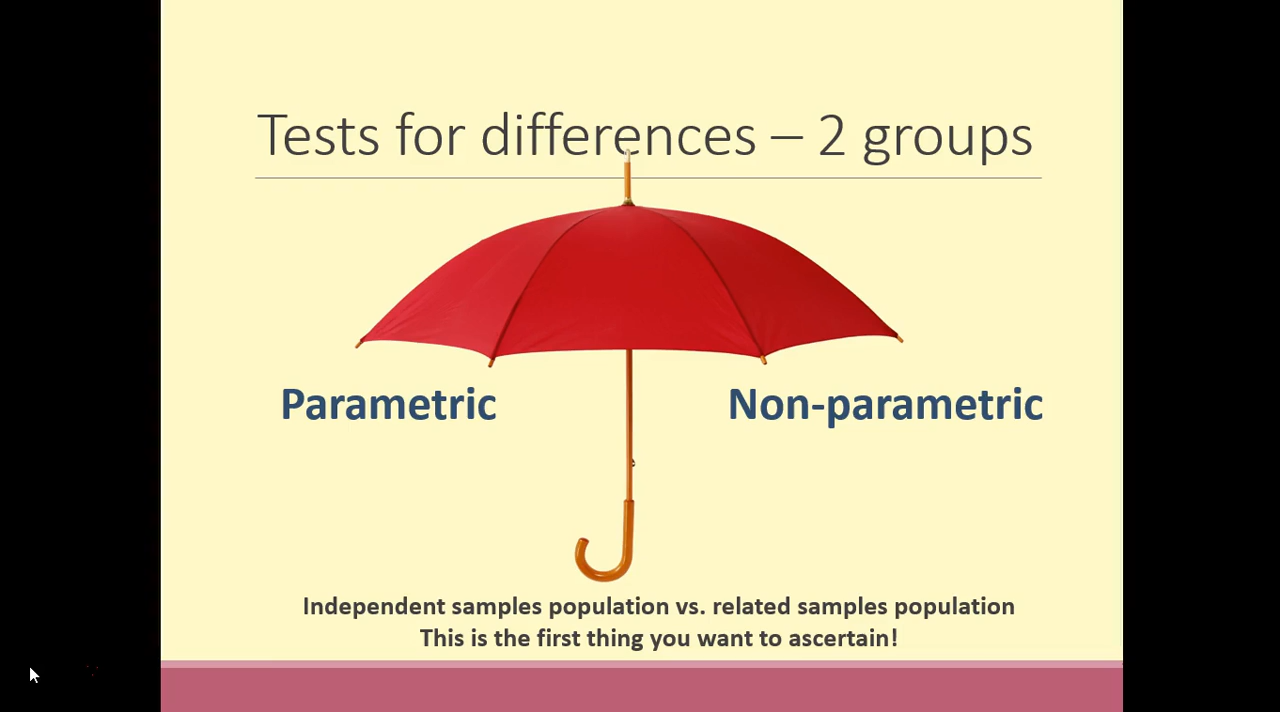 Tests for differences – 2 groups
Parametric
Non-parametric
Independent samples population vs. related samples population
This is the first thing you want to ascertain!